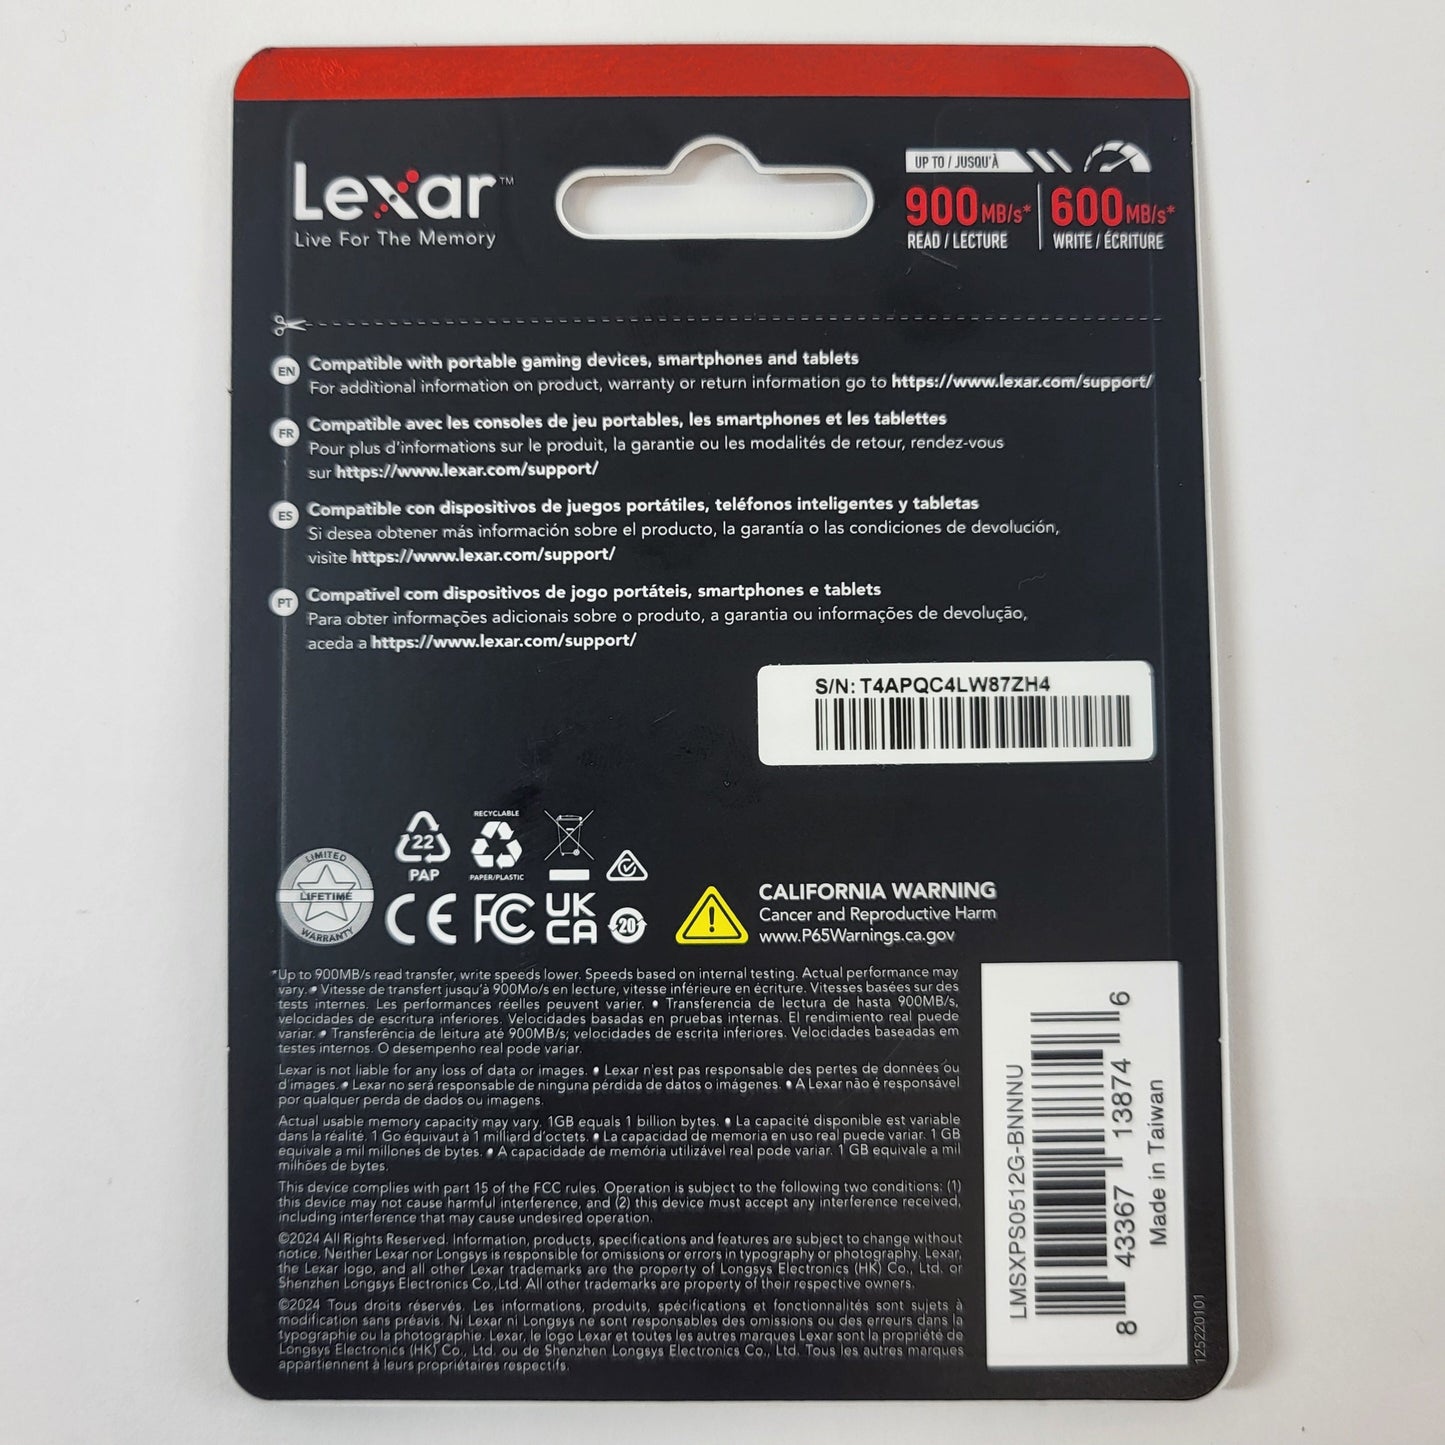 Lexar™
Live For The Memory
UP TO / JUSQU'À
900MB/s* 600MB/s*
READ / LECTURE WRITE / ÉCRITURE
EN Compatible with portable gaming devices, smartphones and tablets
For additional information on product, warranty or return information go to https://www.lexar.com/support/
FR Compatible avec les consoles de jeu portables, les smartphones et les tablettes
Pour plus d'informations sur le produit, la garantie ou les modalités de retour, rendez-vous
sur https://www.lexar.com/support/
ES Compatible con dispositivos de juegos portátiles, teléfonos inteligentes y tabletas
Si desea obtener más información sobre el producto, la garantía o las condiciones de devolución,
visite https://www.lexar.com/support/
PT Compatível com dispositivos de jogo portáteis, smartphones e tablets
Para obter informações adicionais sobre o produto, a garantia ou informações de devolução,
aceda a https://www.lexar.com/support/
S/N: T4APQC4LW87ZH4
LIMITED
LIFETIME
WARRANTY
22
PAP
RECYCLABLE
PAPER/PLASTIC
CE FC UK
CA
20
CALIFORNIA WARNING
Cancer and Reproductive Harm
www.P65Warnings.ca.gov
*Up to 900MB/s read transfer, write speeds lower. Speeds based on internal testing. Actual performance may
vary. • Vitesse de transfert jusqu'à 900Mo/s en lecture, vitesse inférieure en écriture. Vitesses basées sur des
tests internes. Les performances réelles peuvent varier. • Transferencia de lectura de hasta 900MB/s,
velocidades de escritura inferiores. Velocidades basadas en pruebas internas. El rendimiento real puede
variar. • Transferência de leitura até 900MB/s; velocidades de escrita inferiores. Velocidades baseadas em
testes internos. O desempenho real pode variar.
Lexar is not liable for any loss of data or images. • Lexar n'est pas responsable des pertes de données ou
d'images. • Lexar no será responsable de ninguna pérdida de datos o imágenes. • A Lexar não é responsável
por qualquer perda de dados ou imagens.
Actual usable memory capacity may vary. 1GB equals 1 billion bytes. • La capacité disponible est variable
dans la réalité. 1 Go équivaut à 1 milliard d'octets. • La capacidad de memoria en uso real puede variar. 1 GB
equivale a mil millones de bytes. • A capacidade de memória utilizável real pode variar. 1 GB equivale a mil
milhões de bytes.
This device complies with part 15 of the FCC rules. Operation is subject to the following two conditions: (1)
this device may not cause harmful interference, and (2) this device must accept any interference received,
including interference that may cause undesired operation.
©2024 All Rights Reserved. Information, products, specifications and features are subject to change without
notice. Neither Lexar nor Longsys is responsible for omissions or errors in typography or photography. Lexar,
the Lexar logo, and all other Lexar trademarks are the property of Longsys Electronics (HK) Co., Ltd. or
Shenzhen Longsys Electronics Co.,Ltd. All other trademarks are property of their respective owners.
©2024 Tous droits réservés. Les informations, produits, spécifications et fonctionnalités sont sujets à
modification sans préavis. Ni Lexar ni Longsys ne sont responsables des omissions ou des erreurs dans la
typographie ou la photographie. Lexar, le logo Lexar et toutes les autres marques Lexar sont la propriété de
Longsys Electronics (HK) Co., Ltd. ou de Shenzhen Longsys Electronics Co., Ltd. Tous les autres marques
appartiennent à leurs propriétaires respectifs.
LMSXPS0512G-BNNNU
8 43367 13874 6
Made in Taiwan
125220101